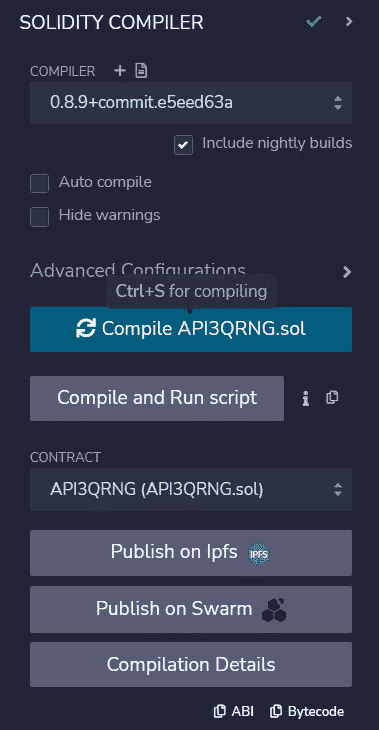 SOLIDITY COMPILER
COMPILER
0.8.9+commit.e5eed63a
Include nightly builds
Auto compile
Hide warnings
Advanced Configurations
Ctrl+S for compiling
Compile API3QRNG.sol
Compile and Run script
CONTRACT
API3QRNG (API3QRNG.sol)
Publish on Ipfs IPFS
Publish on Swarm
Compilation Details
ABI Bytecode